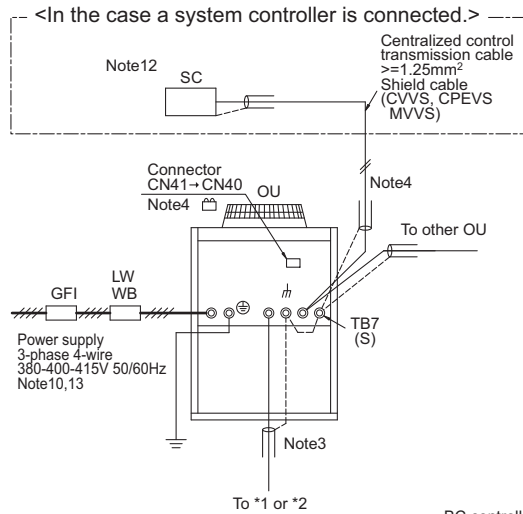 <In the case a system controller is connected.>
Centralized control
transmission cable
>=1.25mm²
Shield cable
(CVVS, CPEVS
MVVS)
Note12
SC
Connector
CN41→CN40
Note4
OU
Note4
To other OU
LW
GFI
WB
TB7
(S)
Power supply
3-phase 4-wire
380-400-415V 50/60Hz
Note10,13
Note3
To *1 or *2